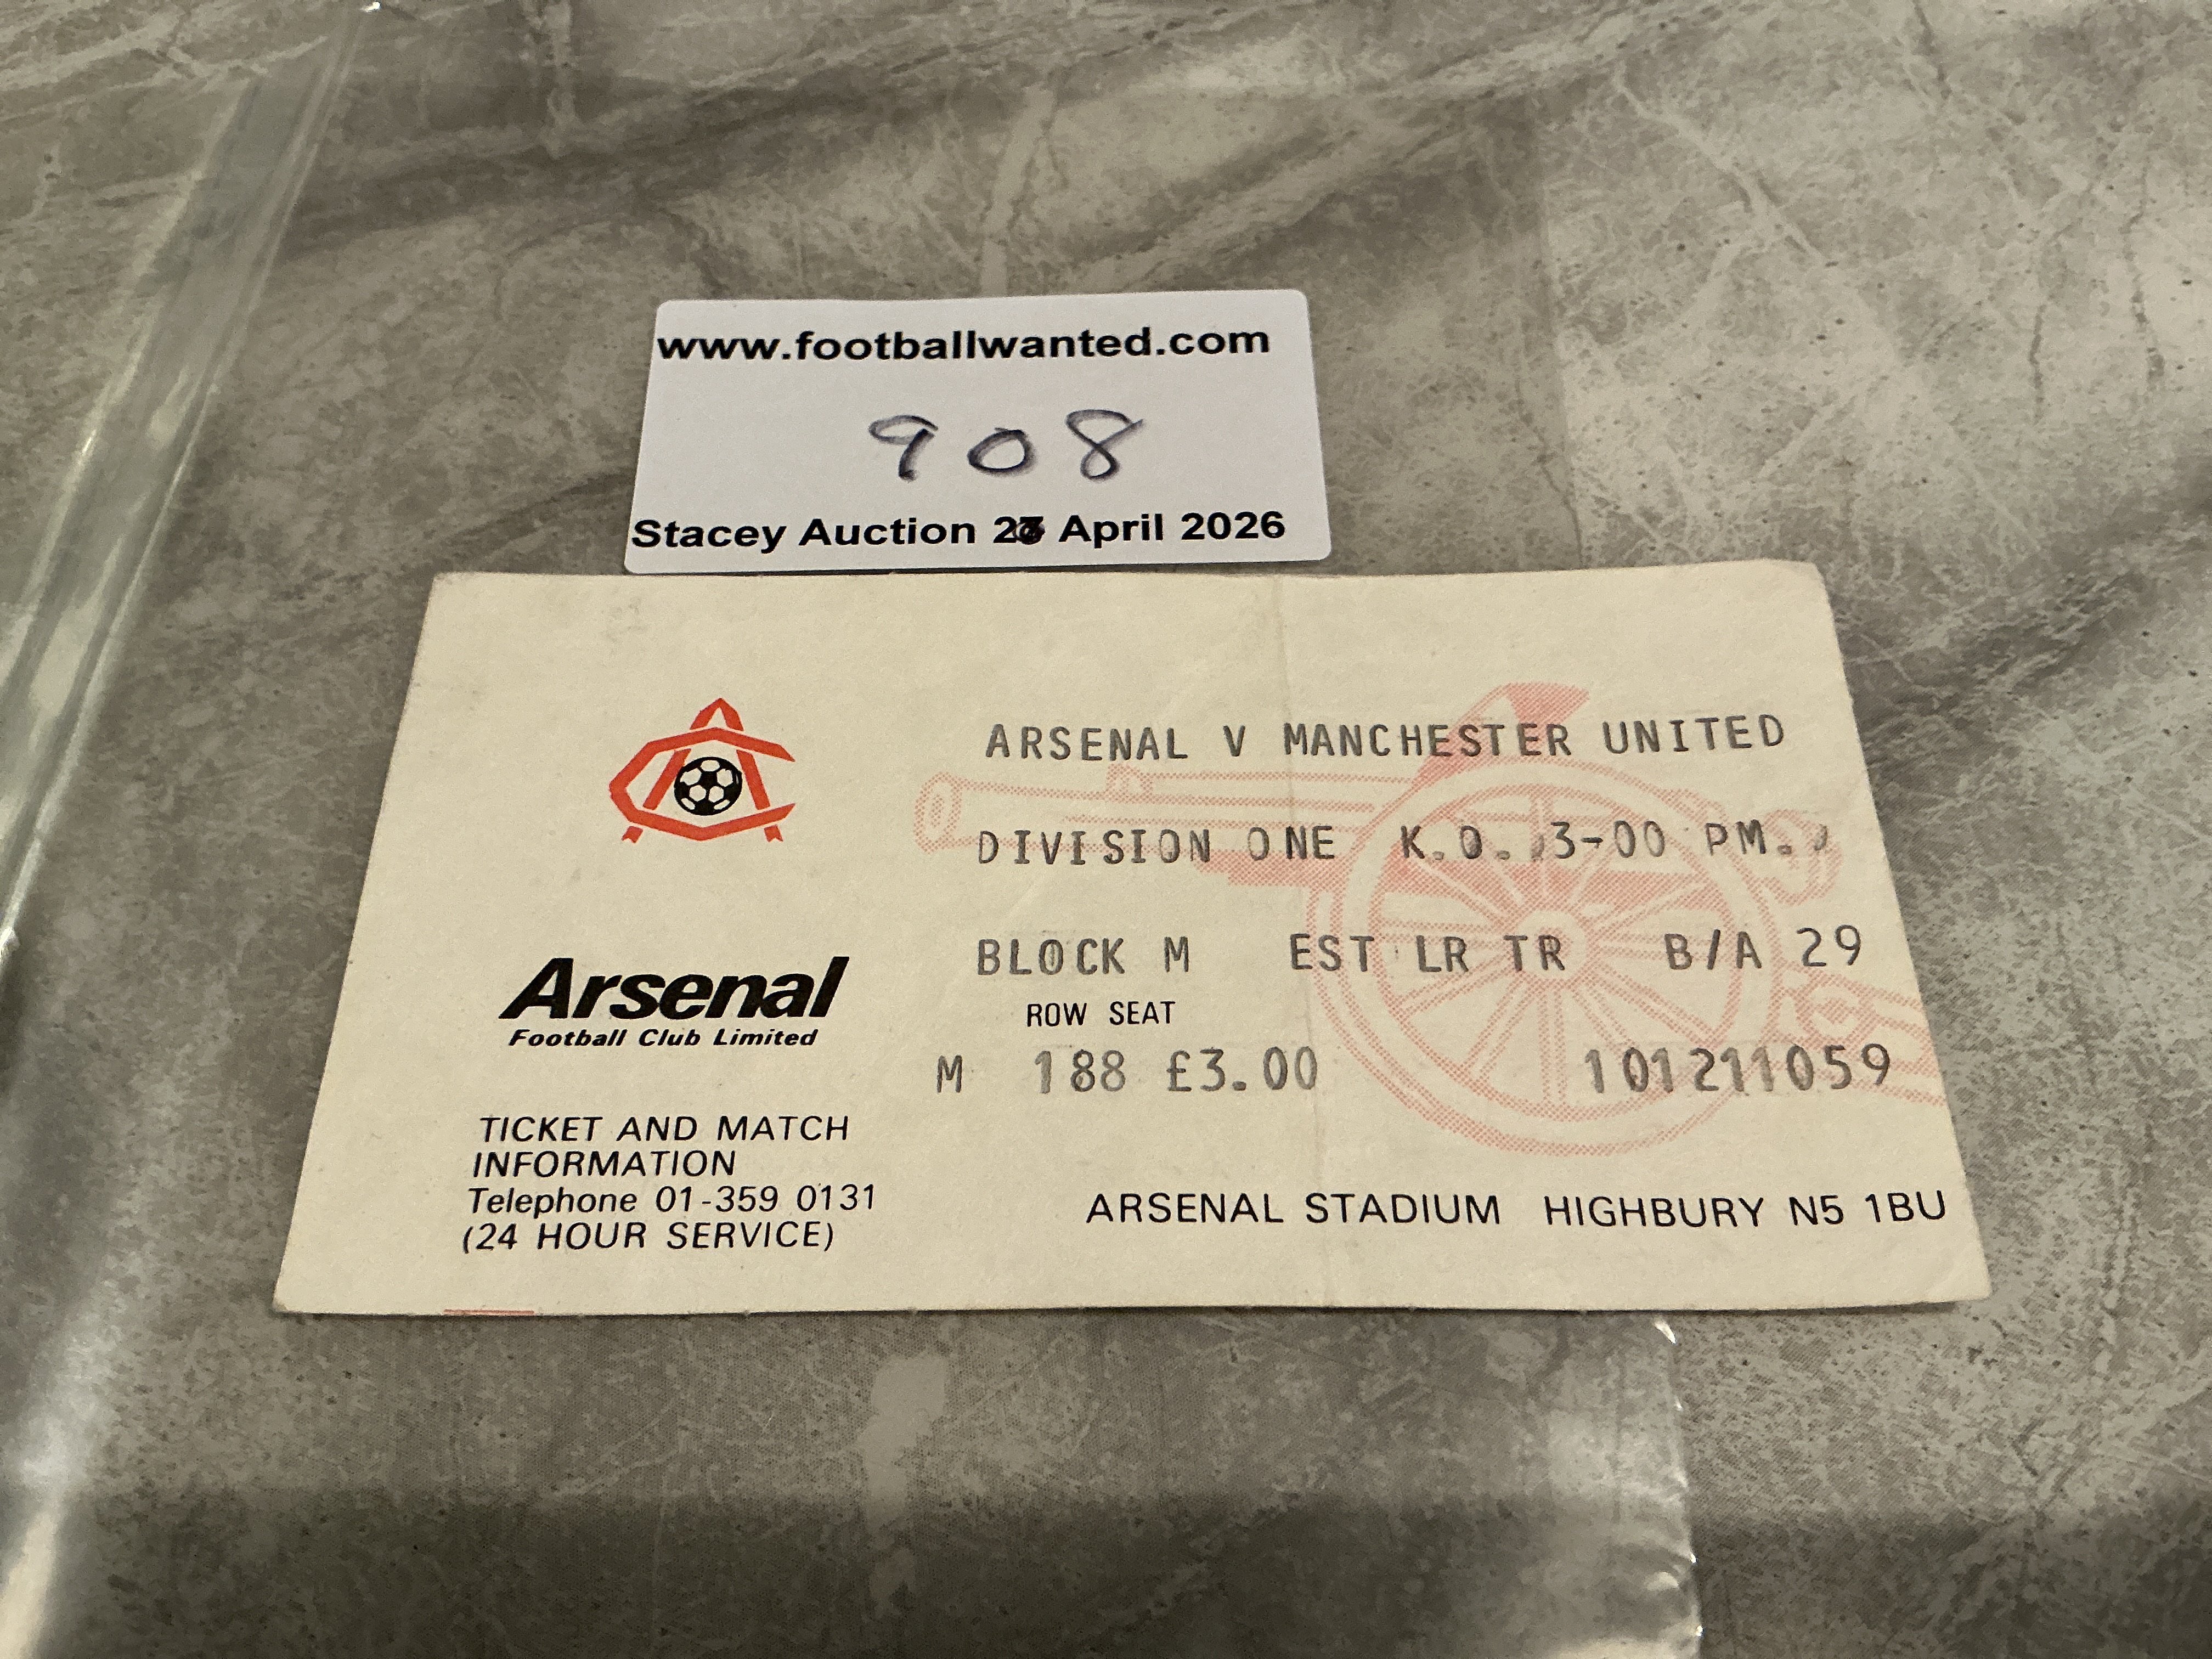 www.footballwanted.com
908
Stacey Auction 2 April 2026
ARSENAL V MANCHESTER UNITED
DIVISION ONE K.O. 3-00 PM.
BLOCK M EST LR TR B/A 29
ROW SEAT
M 188 £3.00 101211059
Arsenal
Football Club Limited
TICKET AND MATCH
INFORMATION
Telephone 01-359 0131
(24 HOUR SERVICE)
ARSENAL STADIUM HIGHBURY N5 1BU